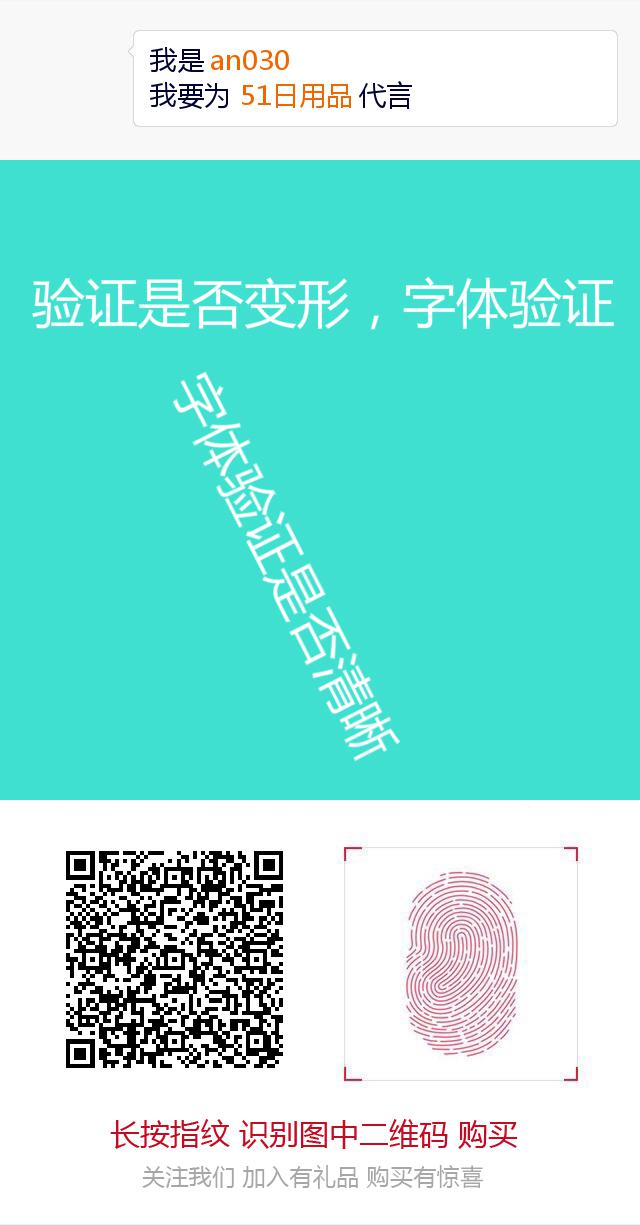 我是 an030
我要为 51日用品 代言
验证是否变形，字体验证
字体验证是否清晰
长按指纹 识别图中二维码 购买
关注我们 加入有礼品 购买有惊喜